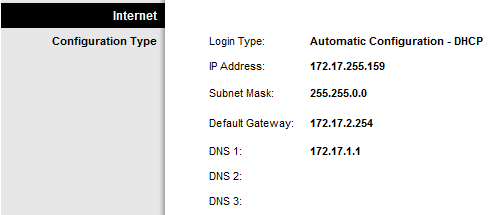 Internet
Configuration Type
Login Type: Automatic Configuration - DHCP
IP Address: 172.17.255.159
Subnet Mask: 255.255.0.0
Default Gateway: 172.17.2.254
DNS 1: 172.17.1.1
DNS 2:
DNS 3: